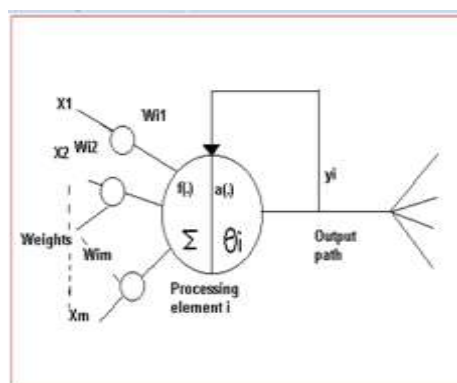 X1
Wi1
X2
Wi2
f(.)
a(.)
yi
Weights
Wim
Σ
θi
Output
path
Xm
Processing
element i